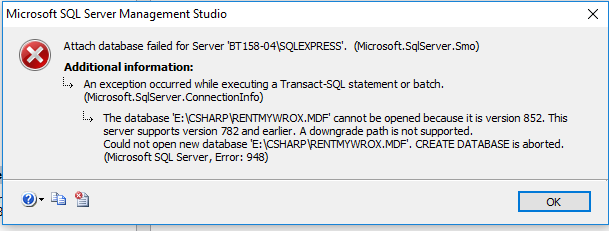 Microsoft SQL Server Management Studio
Attach database failed for Server 'BT158-04\SQLEXPRESS'. (Microsoft.SqlServer.Smo)
Additional information:
An exception occurred while executing a Transact-SQL statement or batch.
(Microsoft.SqlServer.ConnectionInfo)
The database 'E:\CSHARP\RENTMYWROX.MDF' cannot be opened because it is version 852. This
server supports version 782 and earlier. A downgrade path is not supported.
Could not open new database 'E:\CSHARP\RENTMYWROX.MDF'. CREATE DATABASE is aborted.
(Microsoft SQL Server, Error: 948)
OK